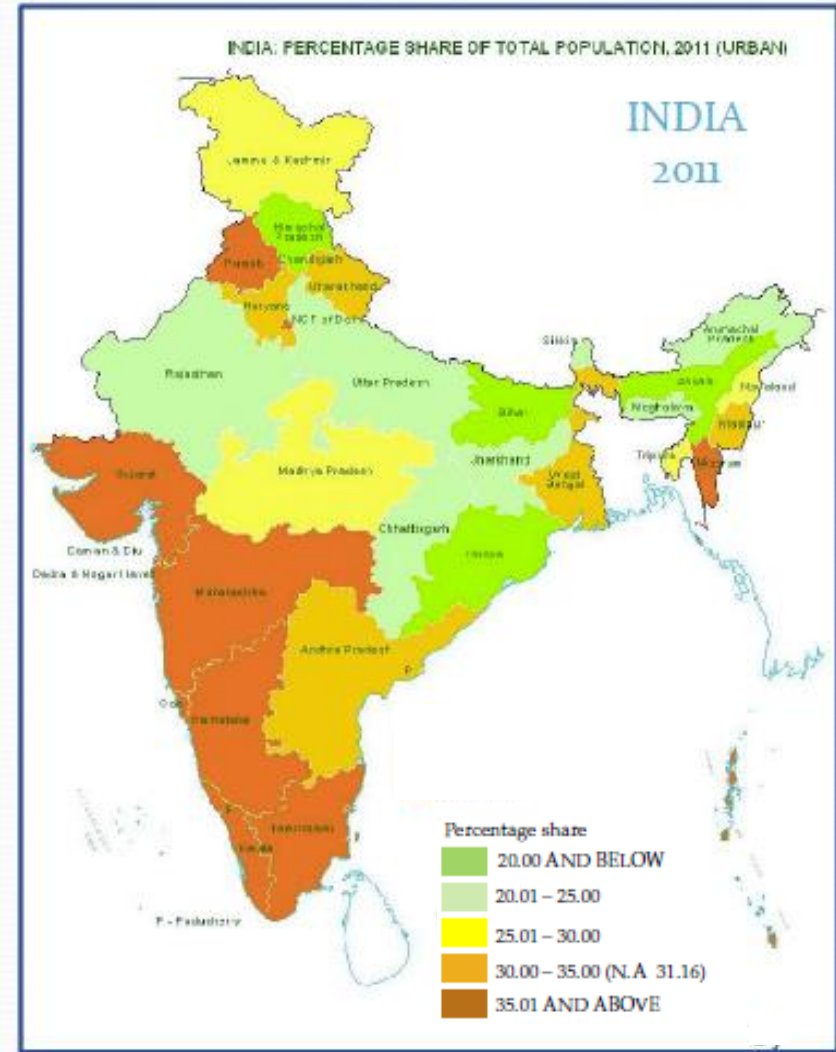 INDIA: PERCENTAGE SHARE OF TOTAL POPULATION, 2011 (URBAN)
INDIA
2011
Jammu & Kashmir
Himachal
Pradesh
Punjab
Chandigarh
Uttarakhand
Haryana
NCT of Delhi
Rajasthan
Uttar Pradesh
Sikkim
Arunachal
Pradesh
Assam
Nagaland
Meghalaya
Manipur
Bihar
Tripura
Mizoram
Gujarat
Madhya Pradesh
Jharkhand
West
Bengal
Chhattisgarh
Orissa
Daman & Diu
Dadra & Nagar Haveli
Maharashtra
Andhra Pradesh
P
Goa
Karnataka
P
Tamil Nadu
P
Kerala
P - Puducherry
Percentage share
20.00 AND BELOW
20.01 – 25.00
25.01 – 30.00
30.00 – 35.00 (N.A 31.16)
35.01 AND ABOVE